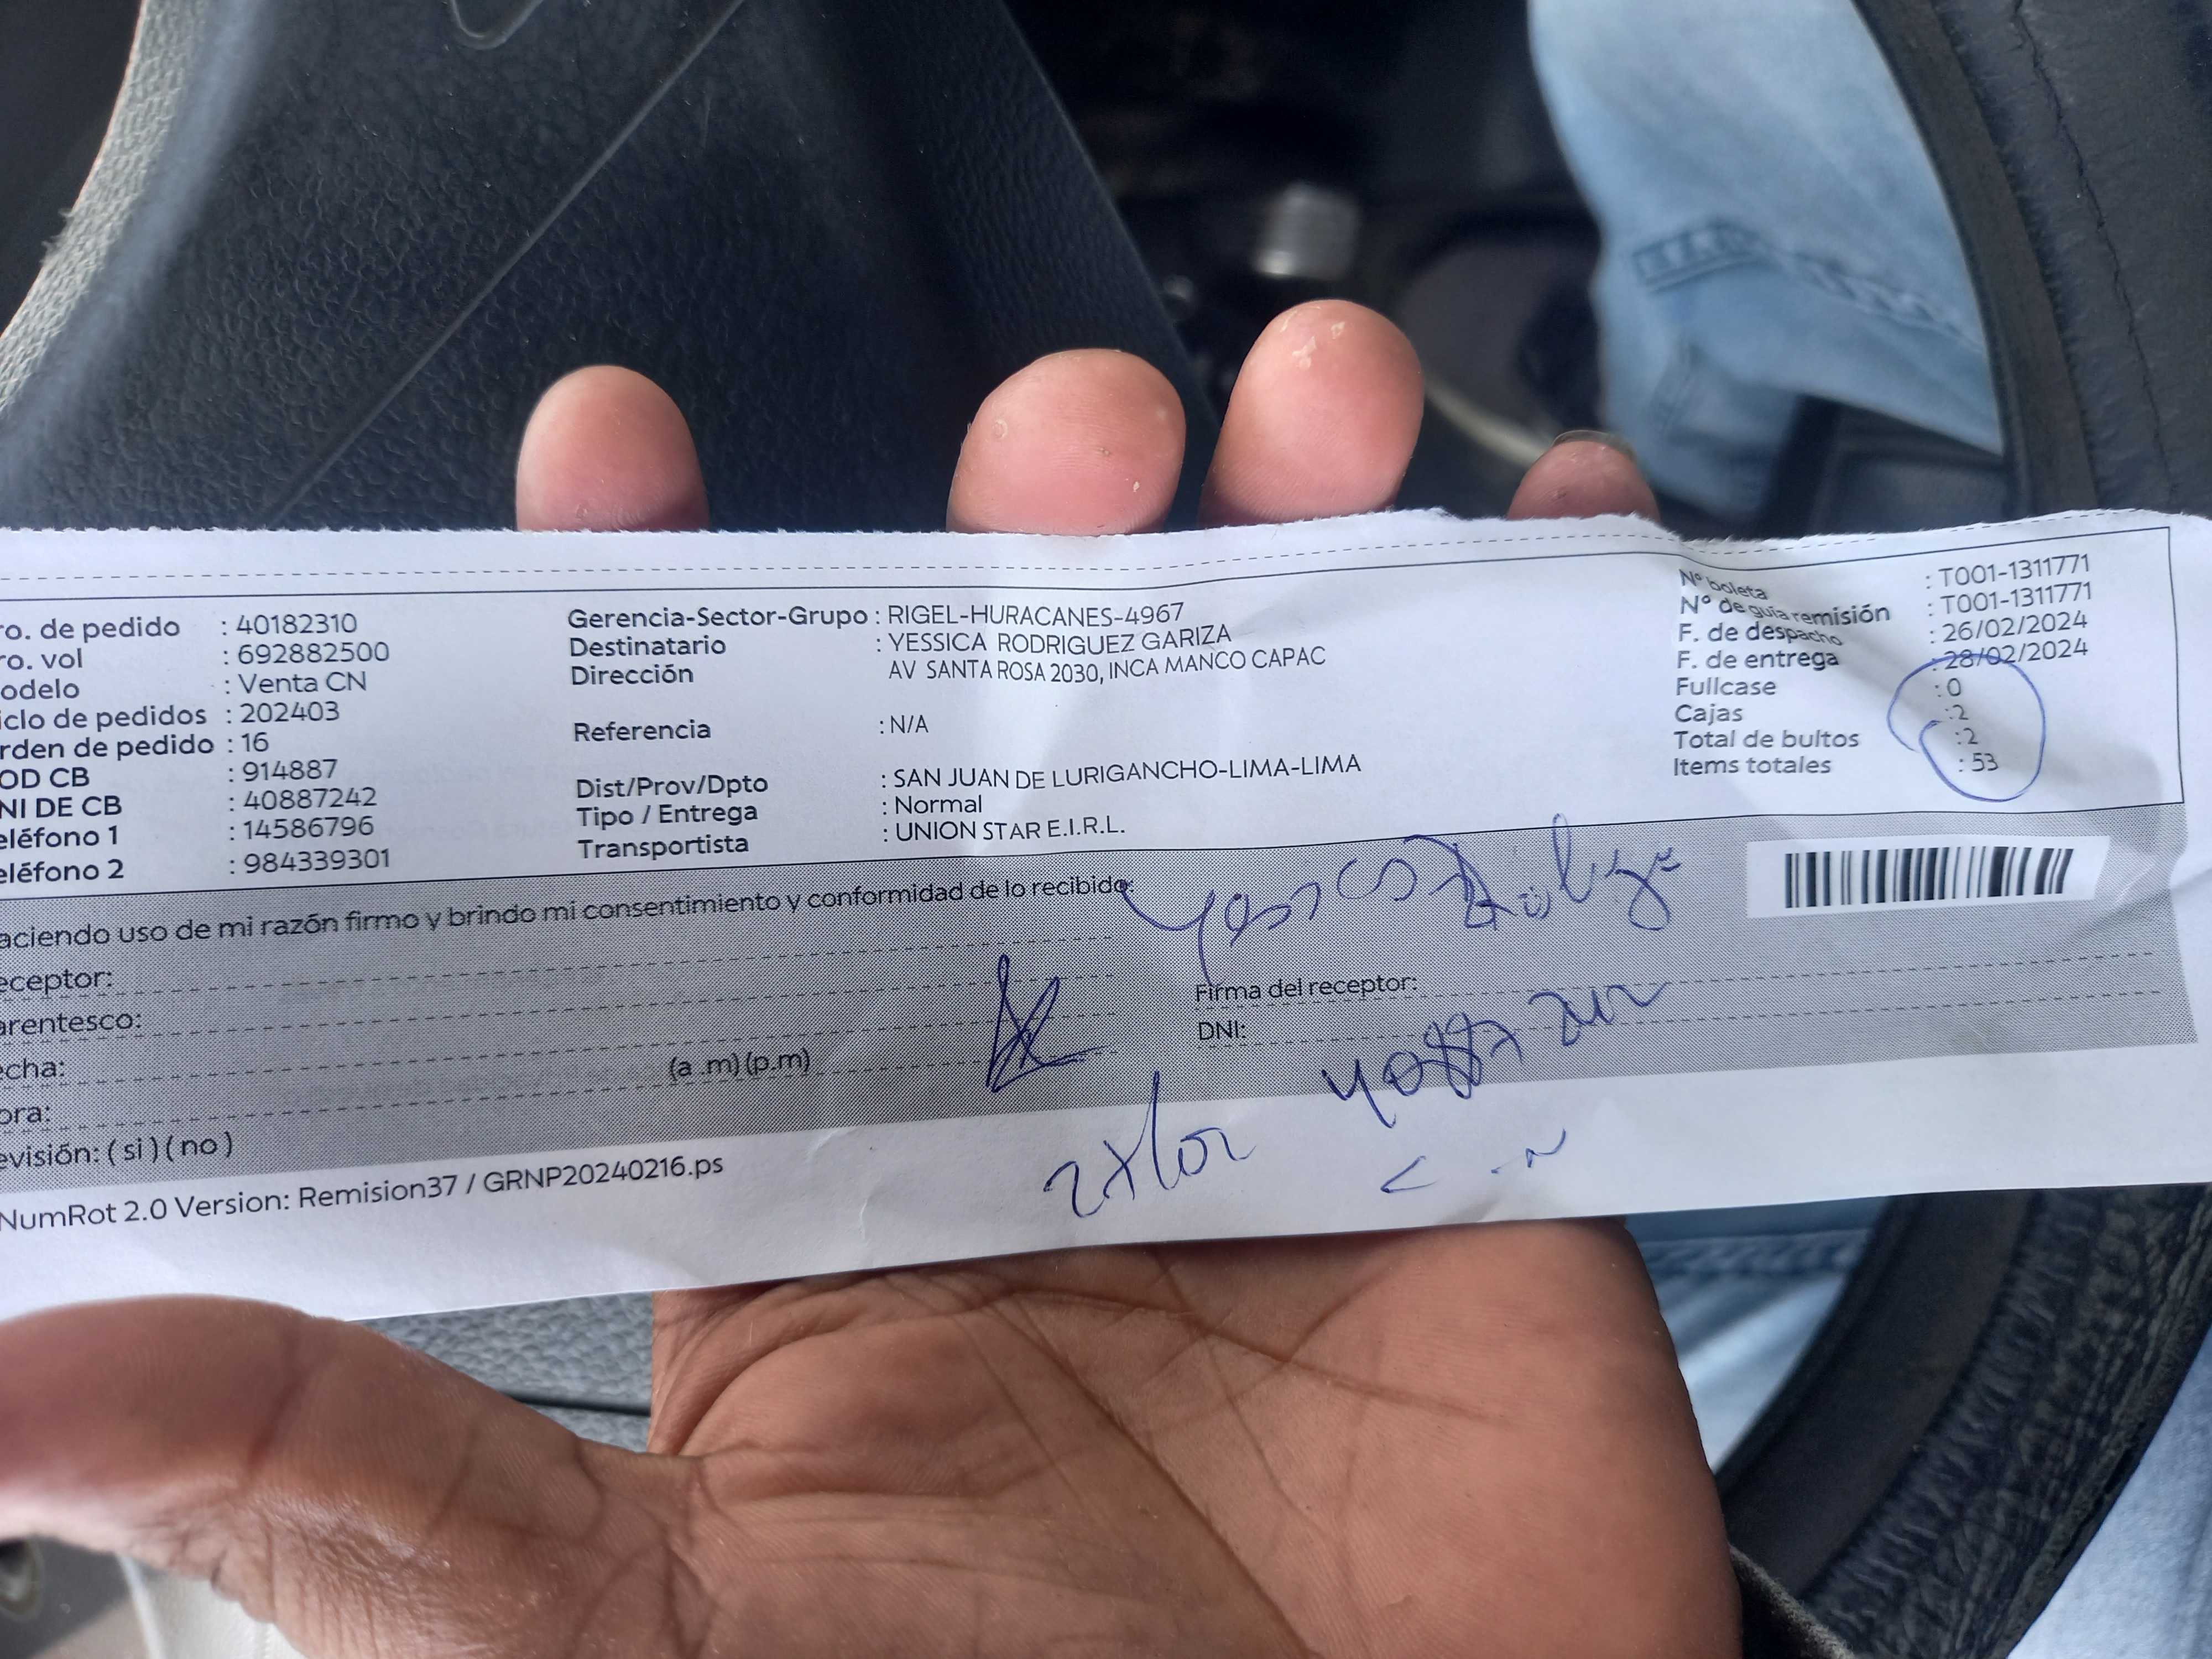 ro. de pedido : 40182310
ro. vol : 692882500
odelo : Venta CN
iclo de pedidos : 202403
rden de pedido : 16
OD CB : 914887
NI DE CB : 40887242
eléfono 1 : 14586796
eléfono 2 : 984339301
Gerencia-Sector-Grupo : RIGEL-HURACANES-4967
Destinatario : YESSICA RODRIGUEZ GARIZA
Dirección AV SANTA ROSA 2030, INCA MANCO CAPAC
Referencia : N/A
Dist/Prov/Dpto : SAN JUAN DE LURIGANCHO-LIMA-LIMA
Tipo / Entrega : Normal
Transportista : UNION STAR E.I.R.L.
Nº boleta : T001-1311771
Nº de guía remisión : T001-1311771
F. de despacho : 26/02/2024
F. de entrega : 28/02/2024
Fullcase : 0
Cajas : 2
Total de bultos : 2
Items totales : 53
aciendo uso de mi razón firmo y brindo mi consentimiento y conformidad de lo recibido:
eceptor:
arentesco:
echa:
ora: (a .m) (p.m)
evisión: ( si ) ( no )
Firma del receptor:
DNI:
NumRot 2.0 Version: Remision37 / GRNP20240216.ps